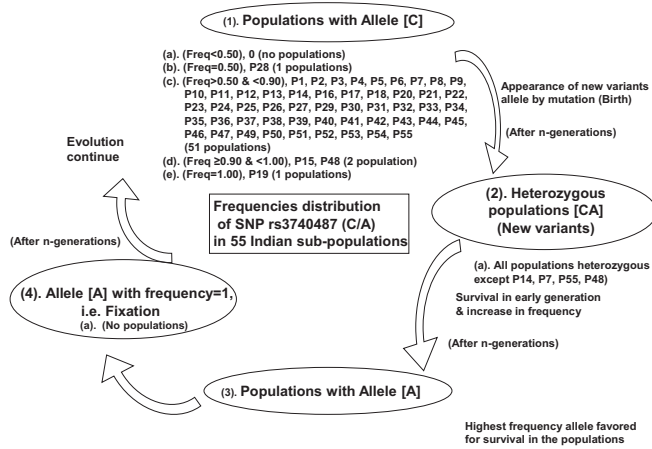 (1). Populations with Allele [C]
(a). (Freq<0.50), 0 (no populations)
(b). (Freq=0.50), P28 (1 populations)
(c). (Freq>0.50 & <0.90), P1, P2, P3, P4, P5, P6, P7, P8, P9,
P10, P11, P12, P13, P14, P16, P17, P18, P20, P21, P22,
P23, P24, P25, P26, P27, P29, P30, P31, P32, P33, P34,
P35, P36, P37, P38, P39, P40, P41, P42, P43, P44, P45,
P46, P47, P49, P50, P51, P52, P53, P54, P55
(51 populations)
(d). (Freq ≥0.90 & <1.00), P15, P48 (2 population)
(e). (Freq=1.00), P19 (1 populations)
Appearance of new variants
allele by mutation (Birth)
(After n-generations)
Evolution
continue
Frequencies distribution
of SNP rs3740487 (C/A)
in 55 Indian sub-populations
(2). Heterozygous
populations [CA]
(New variants)
(After n-generations)
(a). All populations heterozygous
except P14, P7, P55, P48)
(4). Allele [A] with frequency=1,
i.e. Fixation
(a). (No populations)
Survival in early generation
& increase in frequency
(After n-generations)
(3). Populations with Allele [A]
Highest frequency allele favored
for survival in the populations